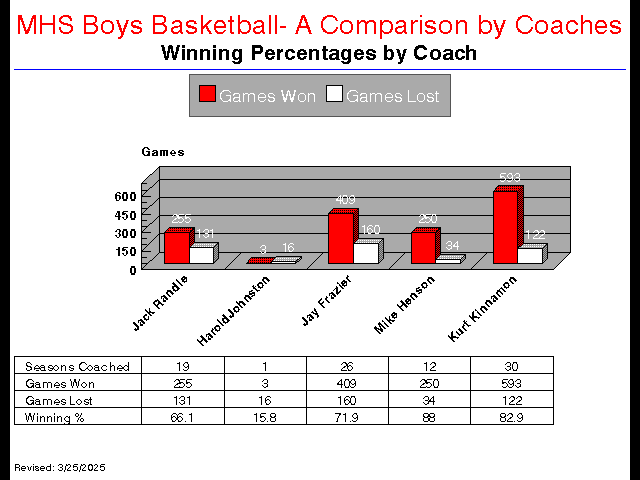 MHS Boys Basketball- A Comparison by Coaches
Winning Percentages by Coach
Games Won Games Lost
Games
600
450
300
150
0
255 131 3 16 409 160 250 34 593 122
Jack Randle HaroldJohnston Jay Frazier Mike Henson Kurt Kinnamon
Seasons Coached 19 1 26 12 30
Games Won 255 3 409 250 593
Games Lost 131 16 160 34 122
Winning % 66.1 15.8 71.9 88 82.9
Revised: 3/25/2025